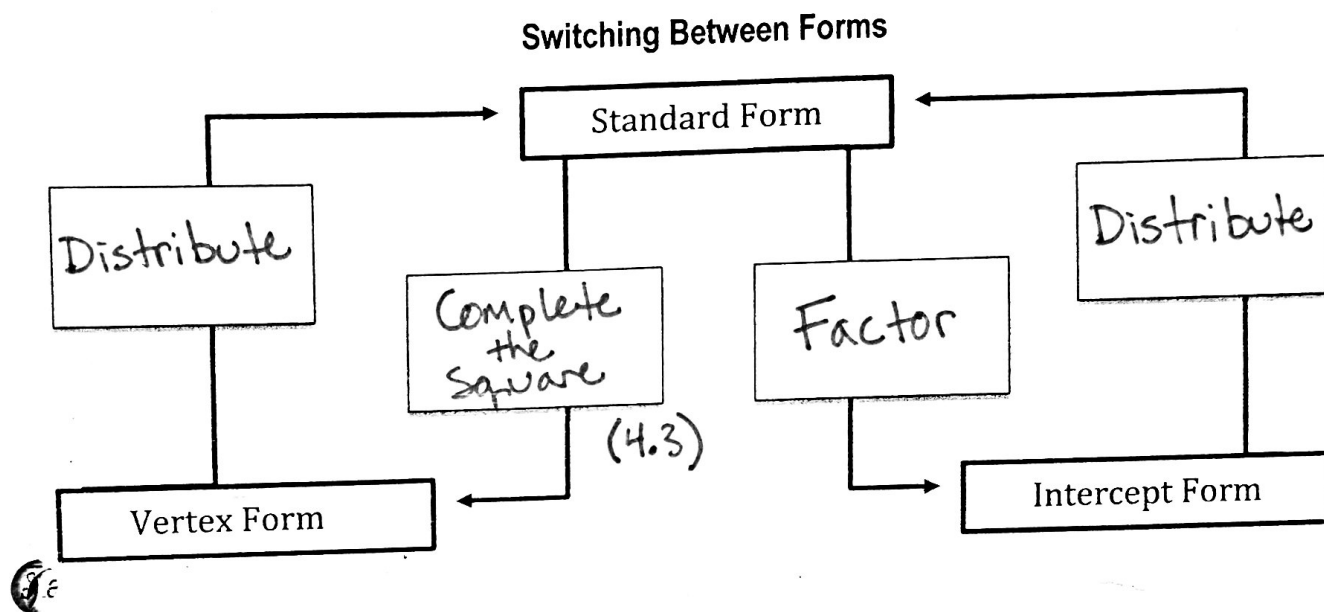 Switching Between Forms
Standard Form
Distribute
Distribute
Complete
the
Square
Factor
(4.3)
Vertex Form
Intercept Form